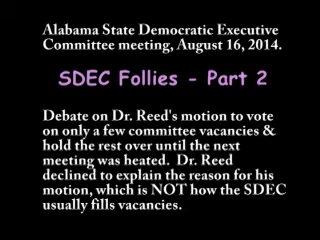 Alabama State Democratic Executive
Committee meeting, August 16, 2014.
SDEC Follies - Part 2
Debate on Dr. Reed's motion to vote
on only a few committee vacancies &
hold the rest over until the next
meeting was heated.  Dr. Reed
declined to explain the reason for his
motion, which is NOT how the SDEC
usually fills vacancies.